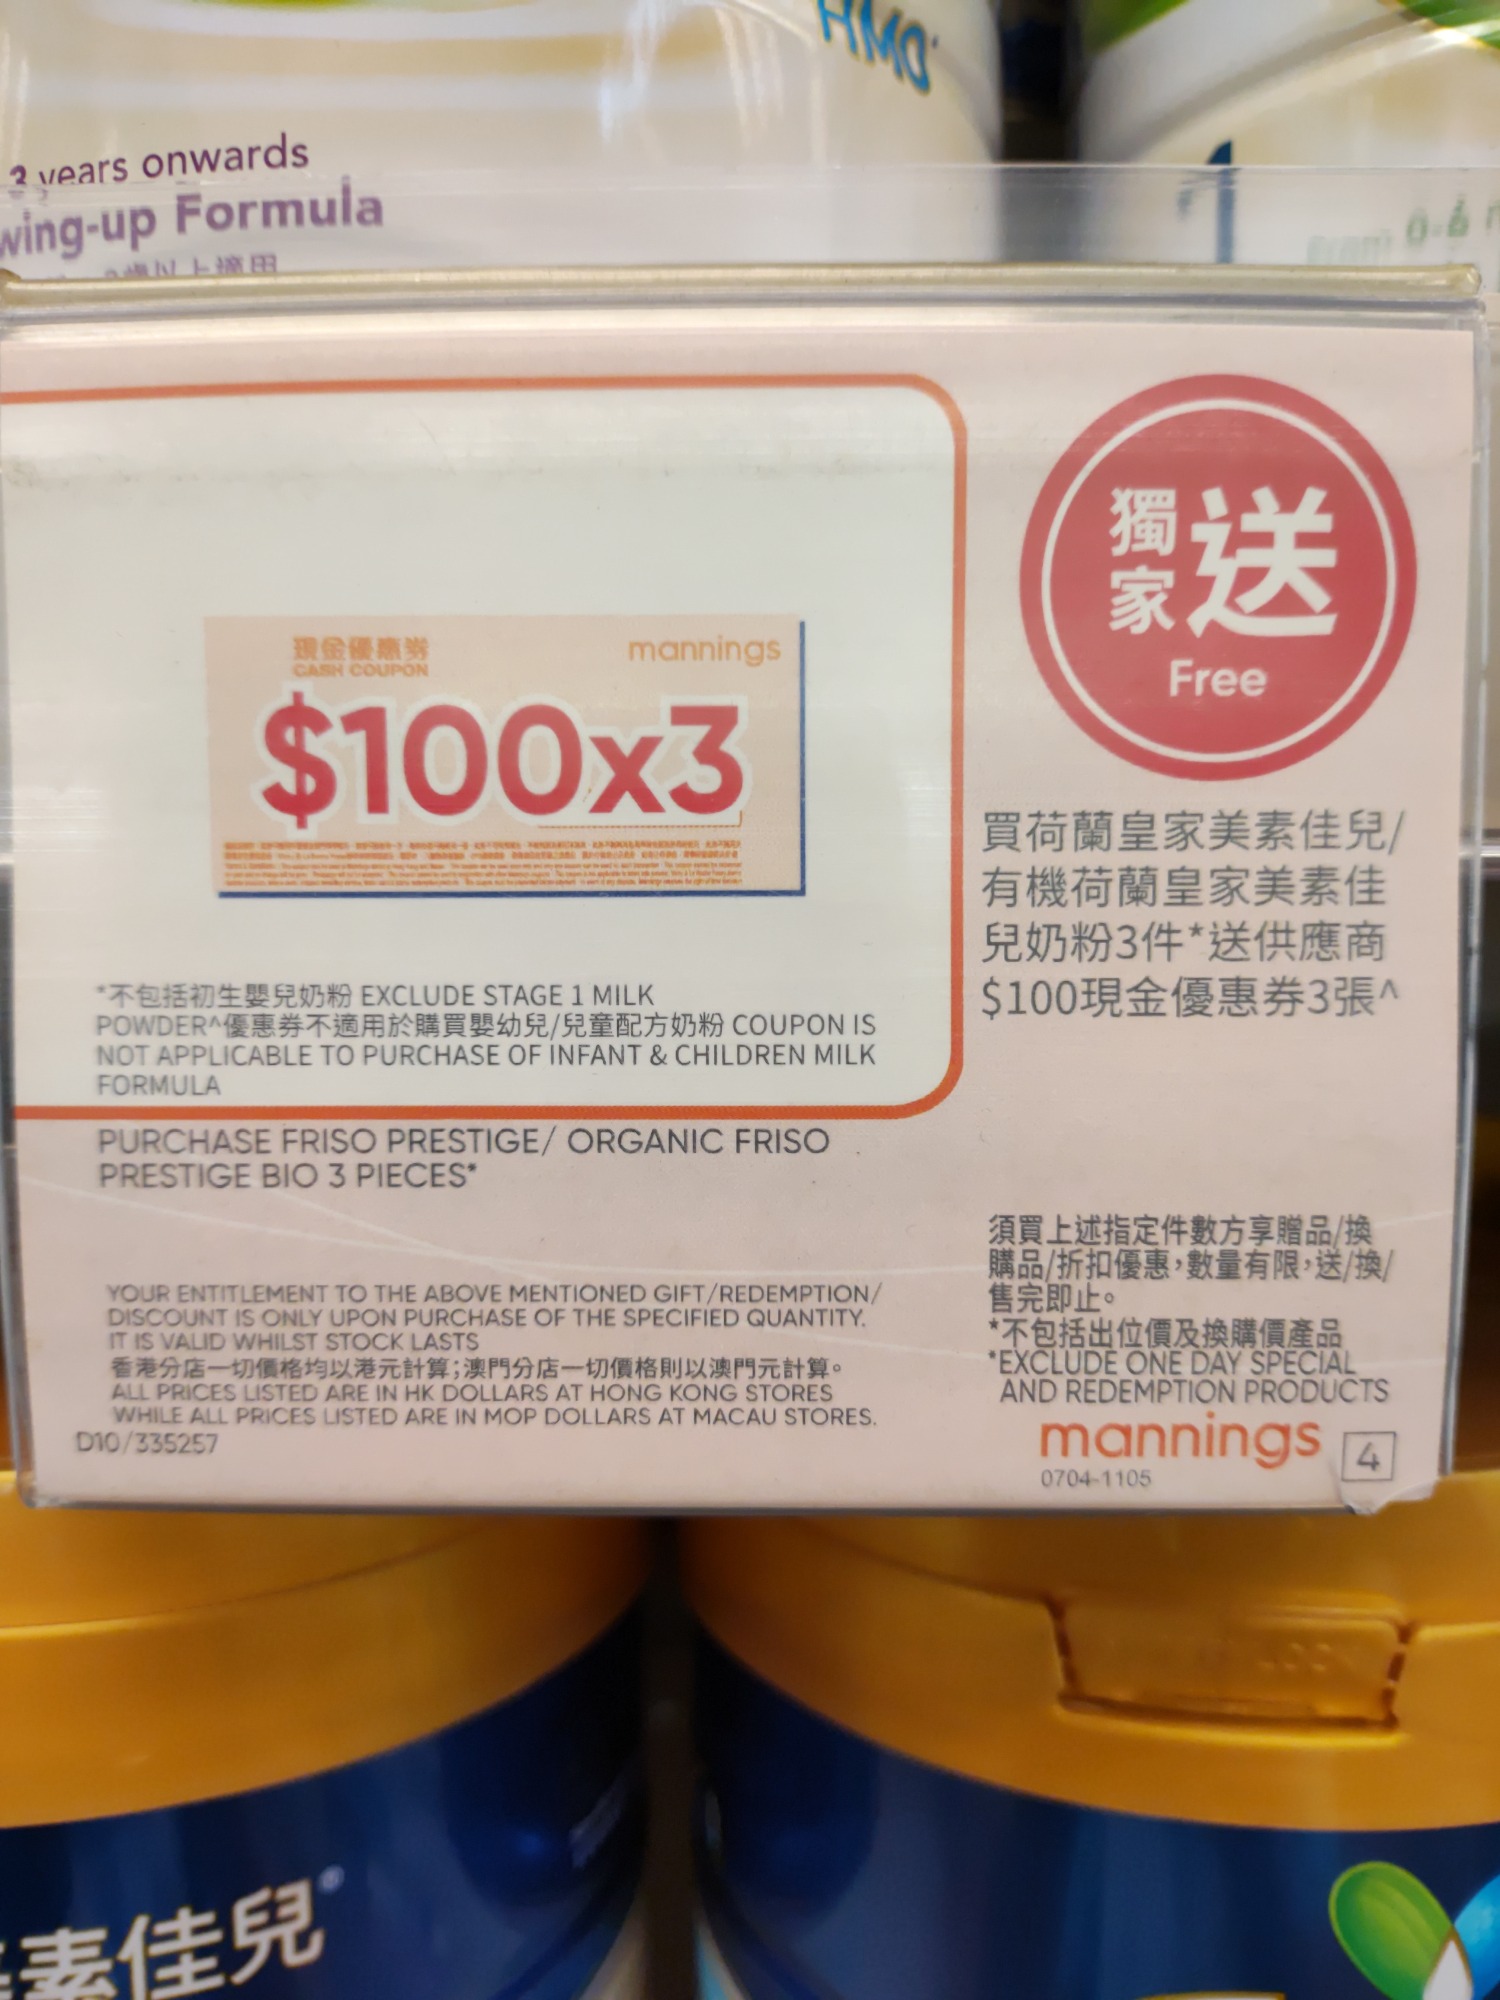 HMO
3 years onwards
wing-up Formula
1
0-6
獨家送
Free
現金優惠券
CASH COUPON
mannings
$100x3
買荷蘭皇家美素佳兒/
有機荷蘭皇家美素佳
兒奶粉3件*送供應商
$100現金優惠券3張^
*不包括初生嬰兒奶粉 EXCLUDE STAGE 1 MILK
POWDER^優惠券不適用於購買嬰幼兒/兒童配方奶粉 COUPON IS
NOT APPLICABLE TO PURCHASE OF INFANT & CHILDREN MILK
FORMULA
PURCHASE FRISO PRESTIGE/ ORGANIC FRISO
PRESTIGE BIO 3 PIECES*
YOUR ENTITLEMENT TO THE ABOVE MENTIONED GIFT/REDEMPTION/
DISCOUNT IS ONLY UPON PURCHASE OF THE SPECIFIED QUANTITY.
IT IS VALID WHILST STOCK LASTS
香港分店一切價格均以港元計算;澳門分店一切價格則以澳門元計算。
ALL PRICES LISTED ARE IN HK DOLLARS AT HONG KONG STORES
WHILE ALL PRICES LISTED ARE IN MOP DOLLARS AT MACAU STORES.
D10/335257
須買上述指定件數方享贈品/換
購品/折扣優惠,數量有限,送/換/
售完即止。
*不包括出位價及換購價產品
*EXCLUDE ONE DAY SPECIAL
AND REDEMPTION PRODUCTS
mannings
4
0704-1105
素佳兒